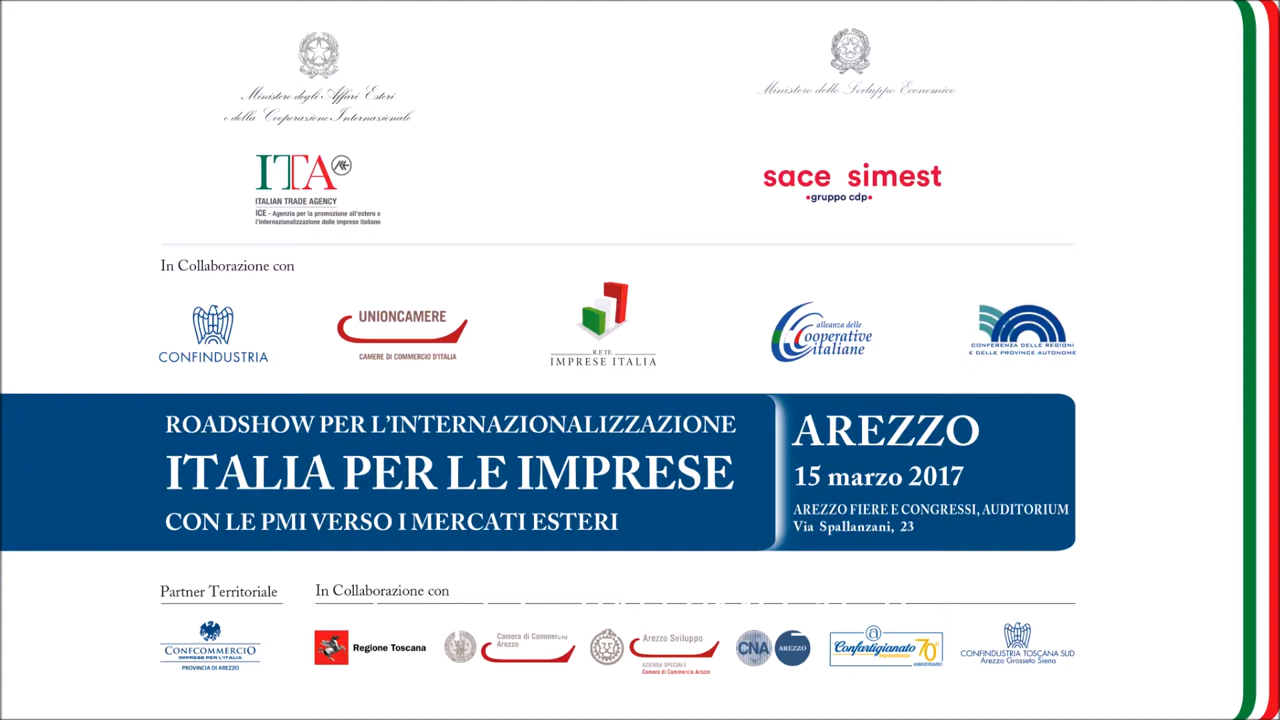 Ministero degli Affari Esteri
e della Cooperazione Internazionale
Ministero dello Sviluppo Economico
ITA
ITALIAN TRADE AGENCY
ICE - Agenzia per la promozione all'estero e
l'internazionalizzazione delle imprese italiane
sace simest
gruppo cdp
In Collaborazione con
CONFINDUSTRIA
UNIONCAMERE
CAMERE DI COMMERCIO D'ITALIA
RETE
IMPRESE ITALIA
alleanza delle
Cooperative
italiane
CONFERENZA DELLE REGIONI
E DELLE PROVINCE AUTONOME
ROADSHOW PER L'INTERNAZIONALIZZAZIONE
ITALIA PER LE IMPRESE
CON LE PMI VERSO I MERCATI ESTERI
AREZZO
15 marzo 2017
AREZZO FIERE E CONGRESSI, AUDITORIUM
Via Spallanzani, 23
Partner Territoriale
In Collaborazione con
CONFCOMMERCIO
IMPRESE PER L'ITALIA
PROVINCIA DI AREZZO
Regione Toscana
Camera di Commercio
Arezzo
Arezzo Sviluppo
AZIENDA SPECIALE
Camera di Commercio Arezzo
CNA
AREZZO
Confartigianato
Imprenditori
70°
ANNIVERSARIO
CONFINDUSTRIA TOSCANA SUD
Arezzo Grosseto Siena